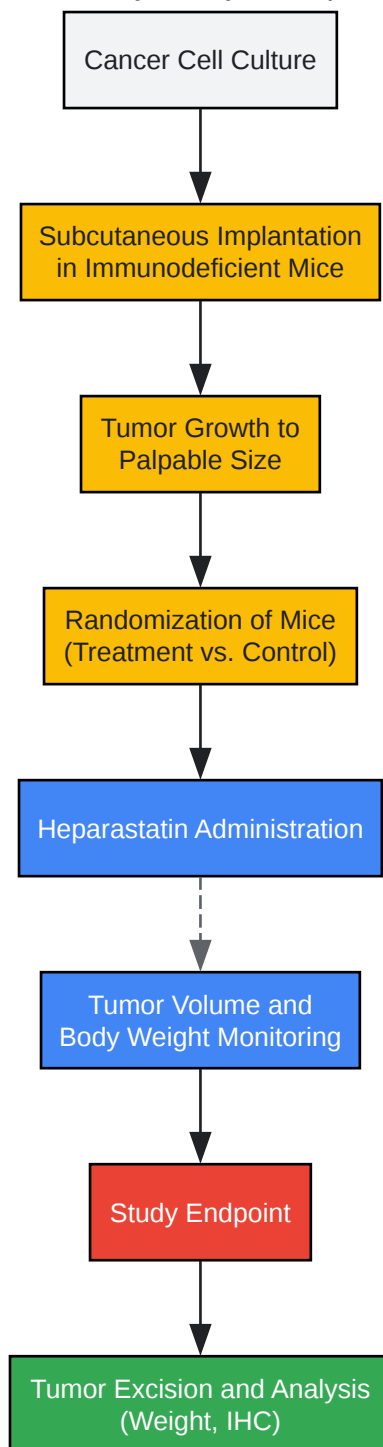 Cancer Cell Culture
Subcutaneous Implantation
in Immunodeficient Mice
Tumor Growth to
Palpable Size
Randomization of Mice
(Treatment vs. Control)
Heparastatin Administration
Tumor Volume and
Body Weight Monitoring
Study Endpoint
Tumor Excision and Analysis
(Weight, IHC)